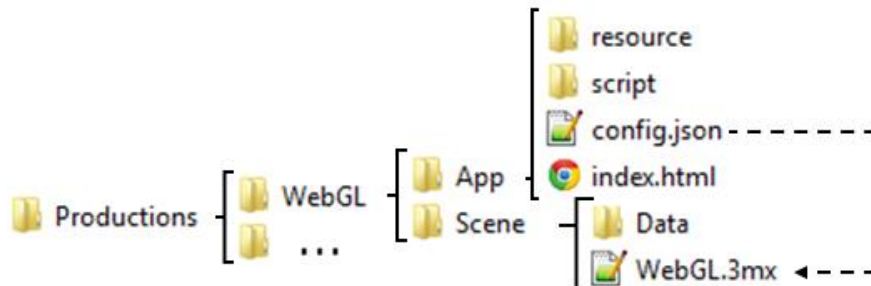 resource
script
config.json
index.html
App
WebGL
Productions
Scene
...
Data
WebGL.3mx